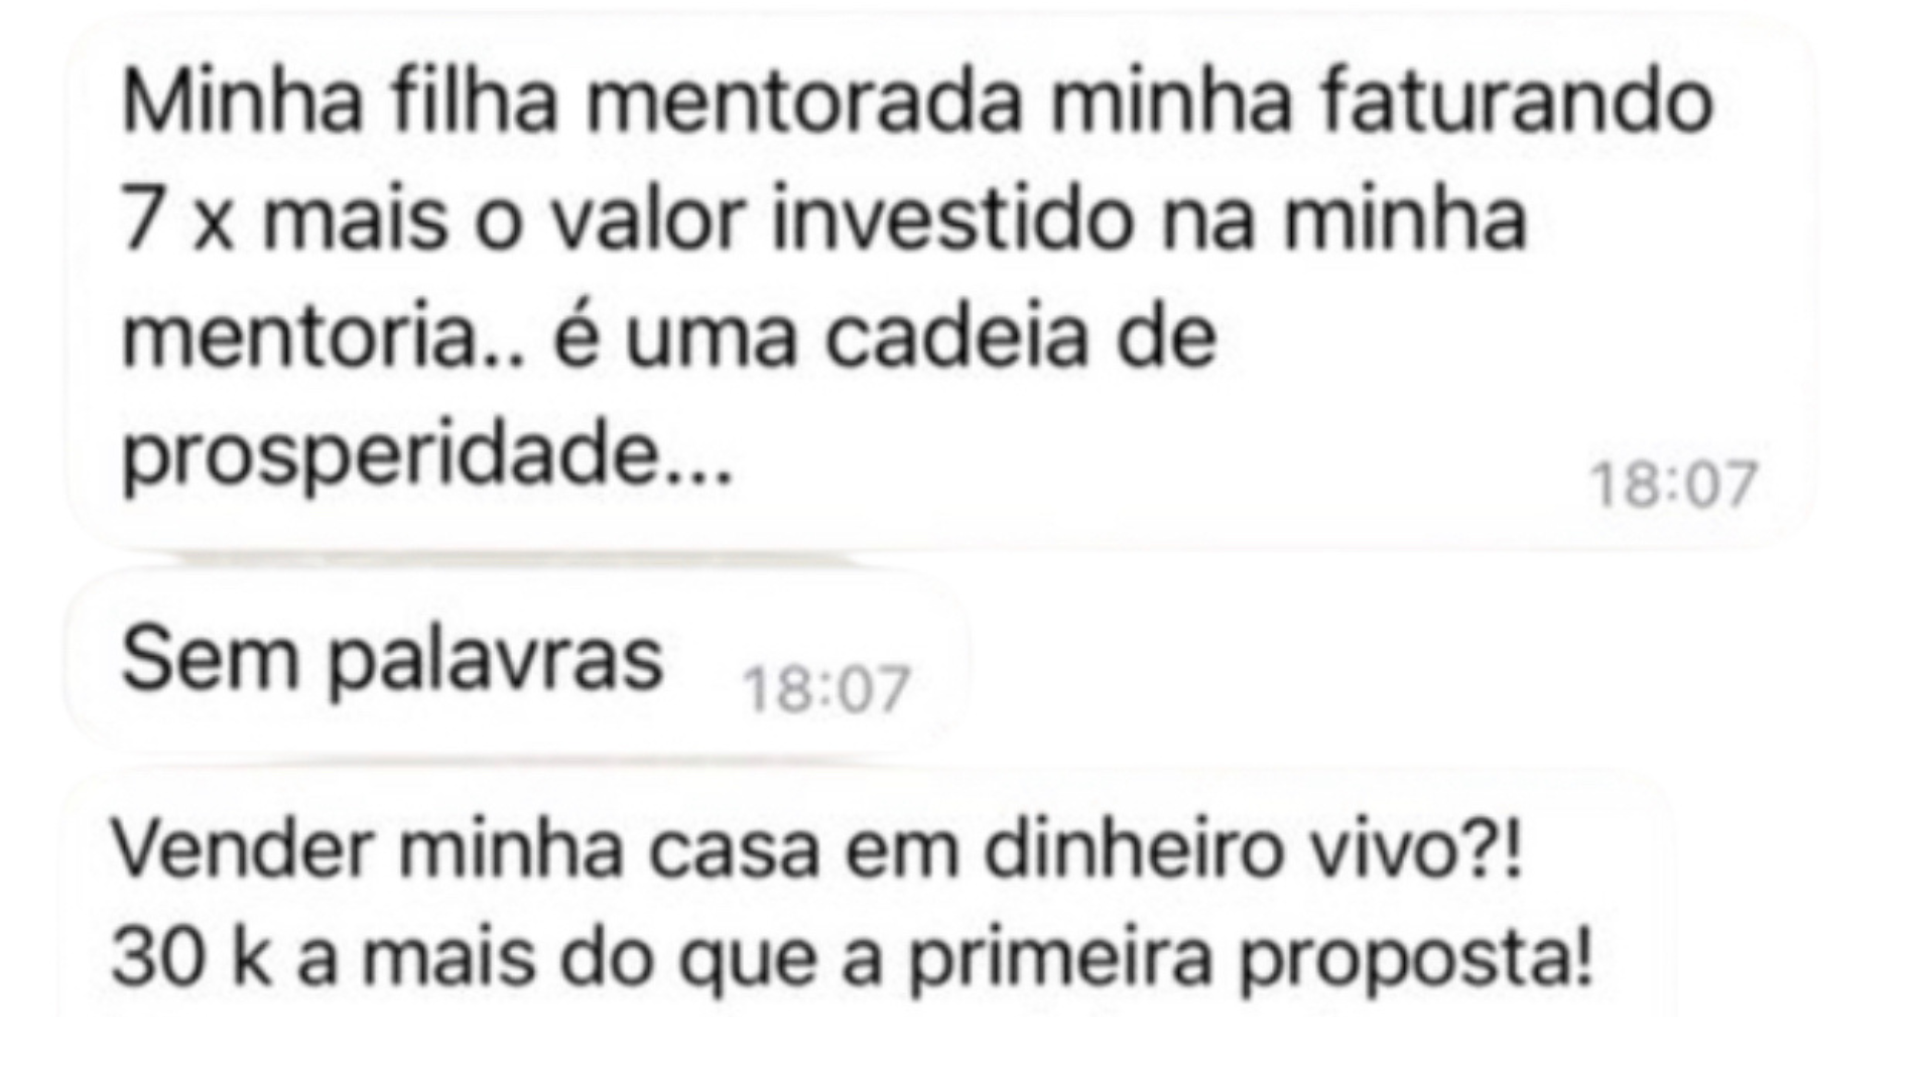 Minha filha mentorada minha faturando
7 x mais o valor investido na minha
mentoria.. é uma cadeia de
prosperidade...
18:07
Sem palavras 18:07
Vender minha casa em dinheiro vivo?!
30 k a mais do que a primeira proposta!